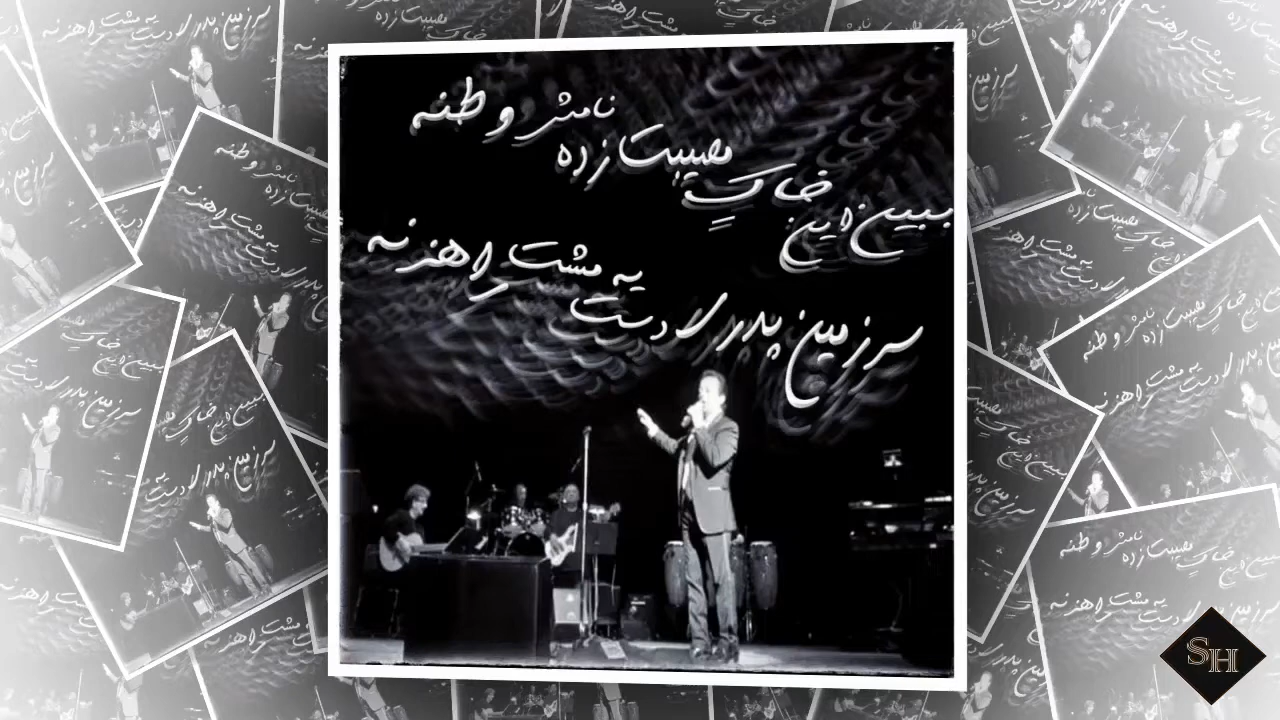 ببین این خاک مصیبت زده نامش وطنه
سرزمین پدری دست یه مشت راهزنه
SH